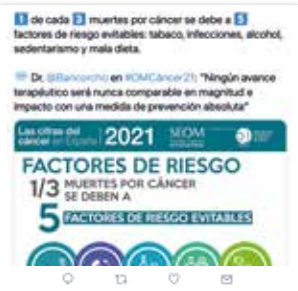 1 de cada 3 muertes por cáncer se debe a 5
factores de riesgo evitables: tabaco, infecciones, alcohol,
sedentarismo y mala dieta.
Dr. @Bancorcho en #OMCáncer21: "Ningún avance
terapéutico será nunca comparable en magnitud e
impacto con una medida de prevención absoluta"
Las cifras del
cáncer en España 2021 SEOM
FACTORES DE RIESGO
1/3 MUERTES POR CÁNCER
SE DEBEN A
5 FACTORES DE RIESGO EVITABLES